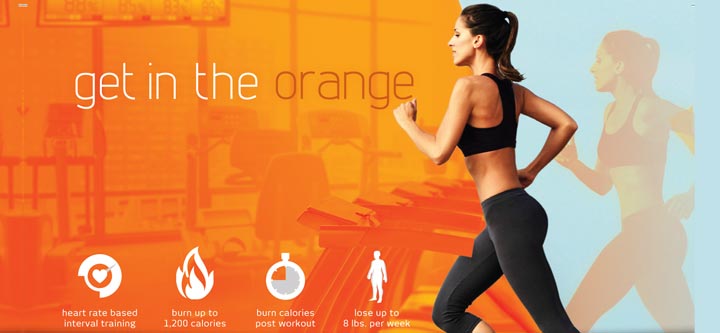 get in the orange
heart rate based
interval training
burn up to
1,200 calories
burn calories
post workout
lose up to
8 lbs. per week